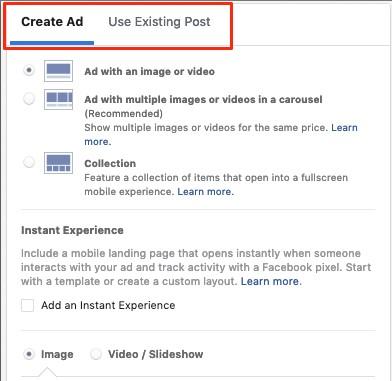 Create Ad Use Existing Post
Ad with an image or video
Ad with multiple images or videos in a carousel
(Recommended)
Show multiple images or videos for the same price. Learn
more.
Collection
Feature a collection of items that open into a fullscreen
mobile experience. Learn more.
Instant Experience
Include a mobile landing page that opens instantly when someone
interacts with your ad and track activity with a Facebook pixel. Start
with a template or create a custom layout. Learn more.
Add an Instant Experience
Image Video / Slideshow